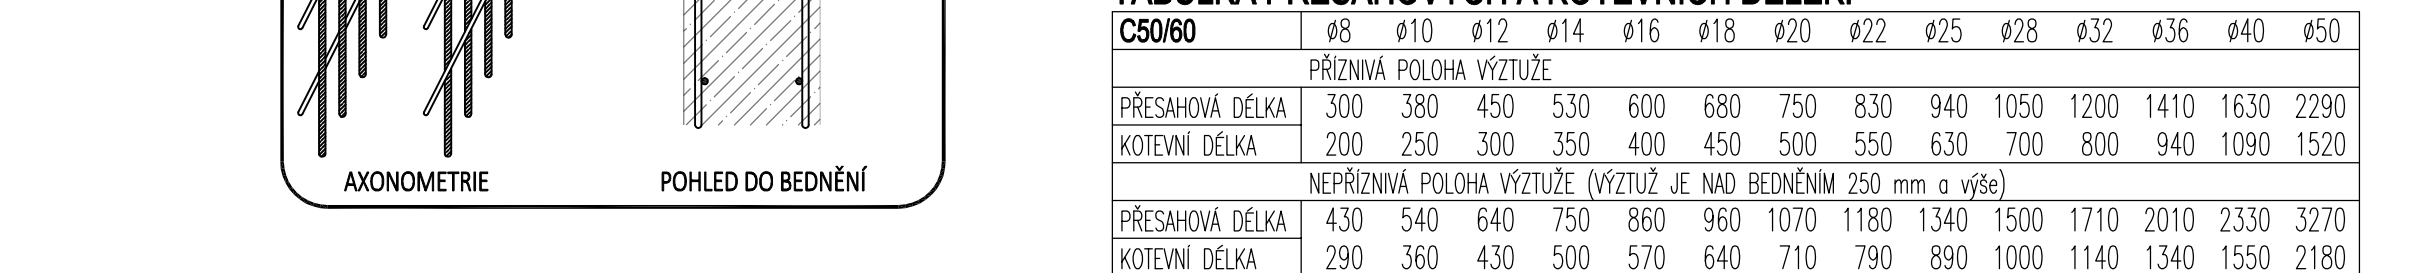 AXONOMETRIE
POHLED DO BEDNĚNÍ
C50/60 ø8 ø10 ø12 ø14 ø16 ø18 ø20 ø22 ø25 ø28 ø32 ø36 ø40 ø50
PŘÍZNIVÁ POLOHA VÝZTUŽE
PŘESAHOVÁ DÉLKA 300 380 450 530 600 680 750 830 940 1050 1200 1410 1630 2290
KOTEVNÍ DÉLKA 200 250 300 350 400 450 500 550 630 700 800 940 1090 1520
NEPŘÍZNIVÁ POLOHA VÝZTUŽE (VÝZTUŽ JE NAD BEDNĚNÍM 250 mm a výše)
PŘESAHOVÁ DÉLKA 430 540 640 750 860 960 1070 1180 1340 1500 1710 2010 2330 3270
KOTEVNÍ DÉLKA 290 360 430 500 570 640 710 790 890 1000 1140 1340 1550 2180